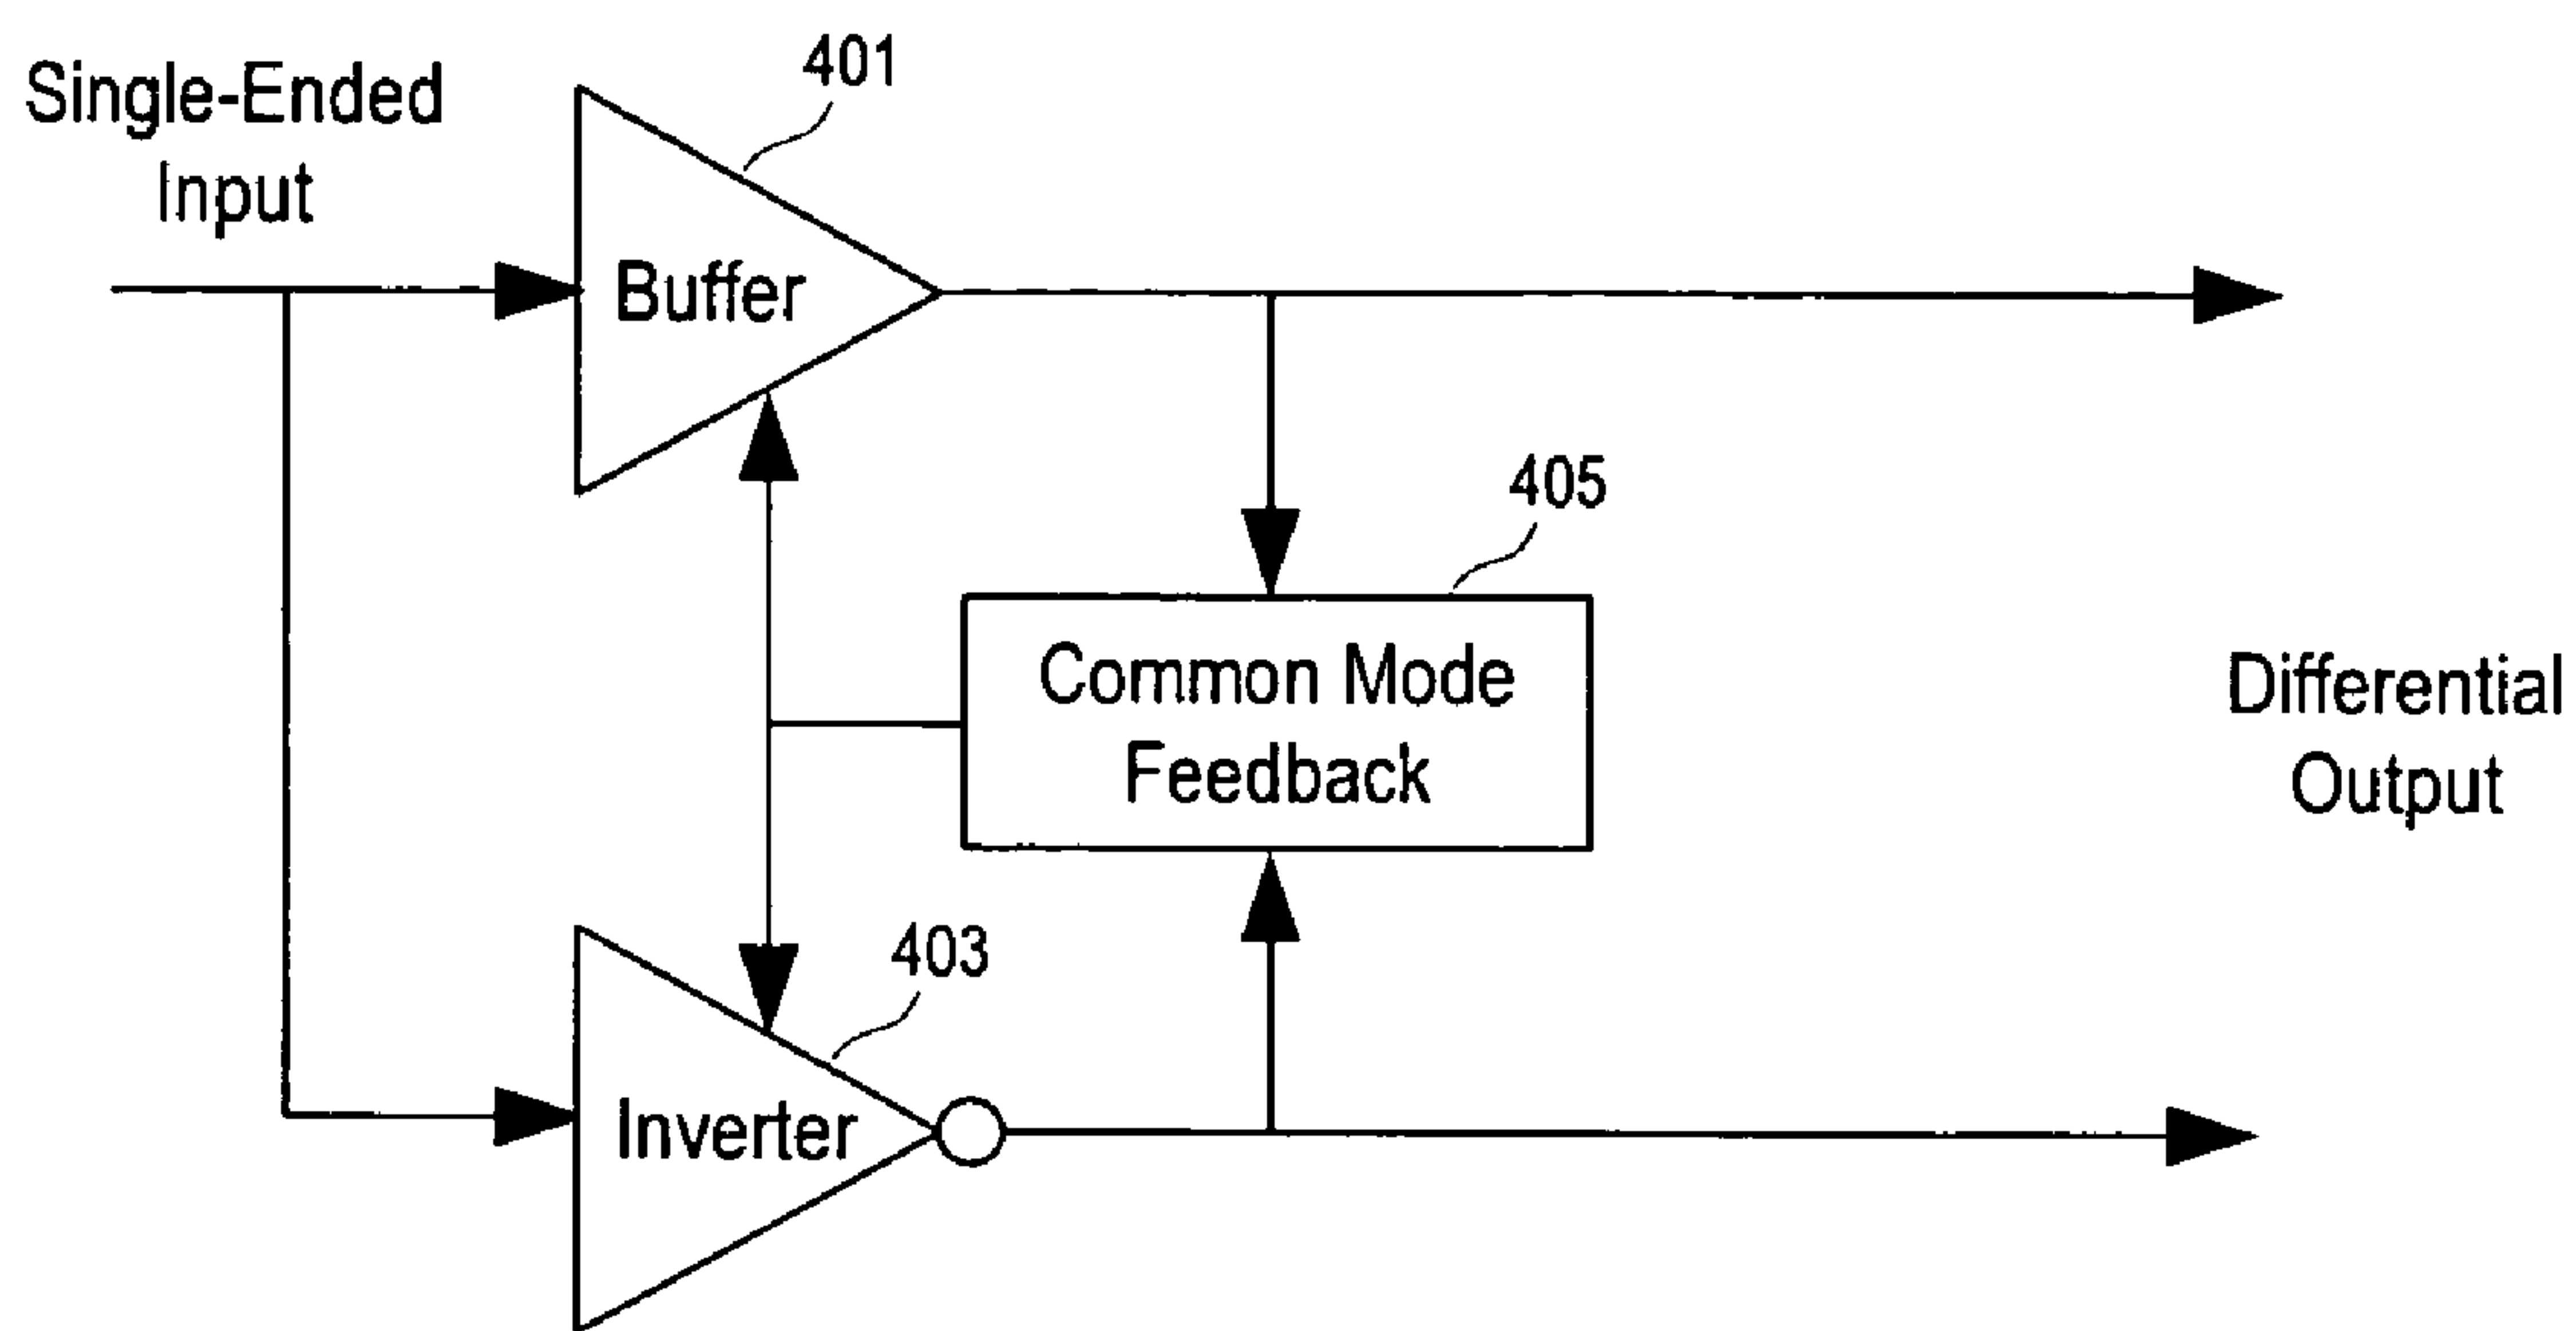 Single-Ended
Input
401
Buffer
405
Common Mode
Feedback
Differential
Output
403
Inverter